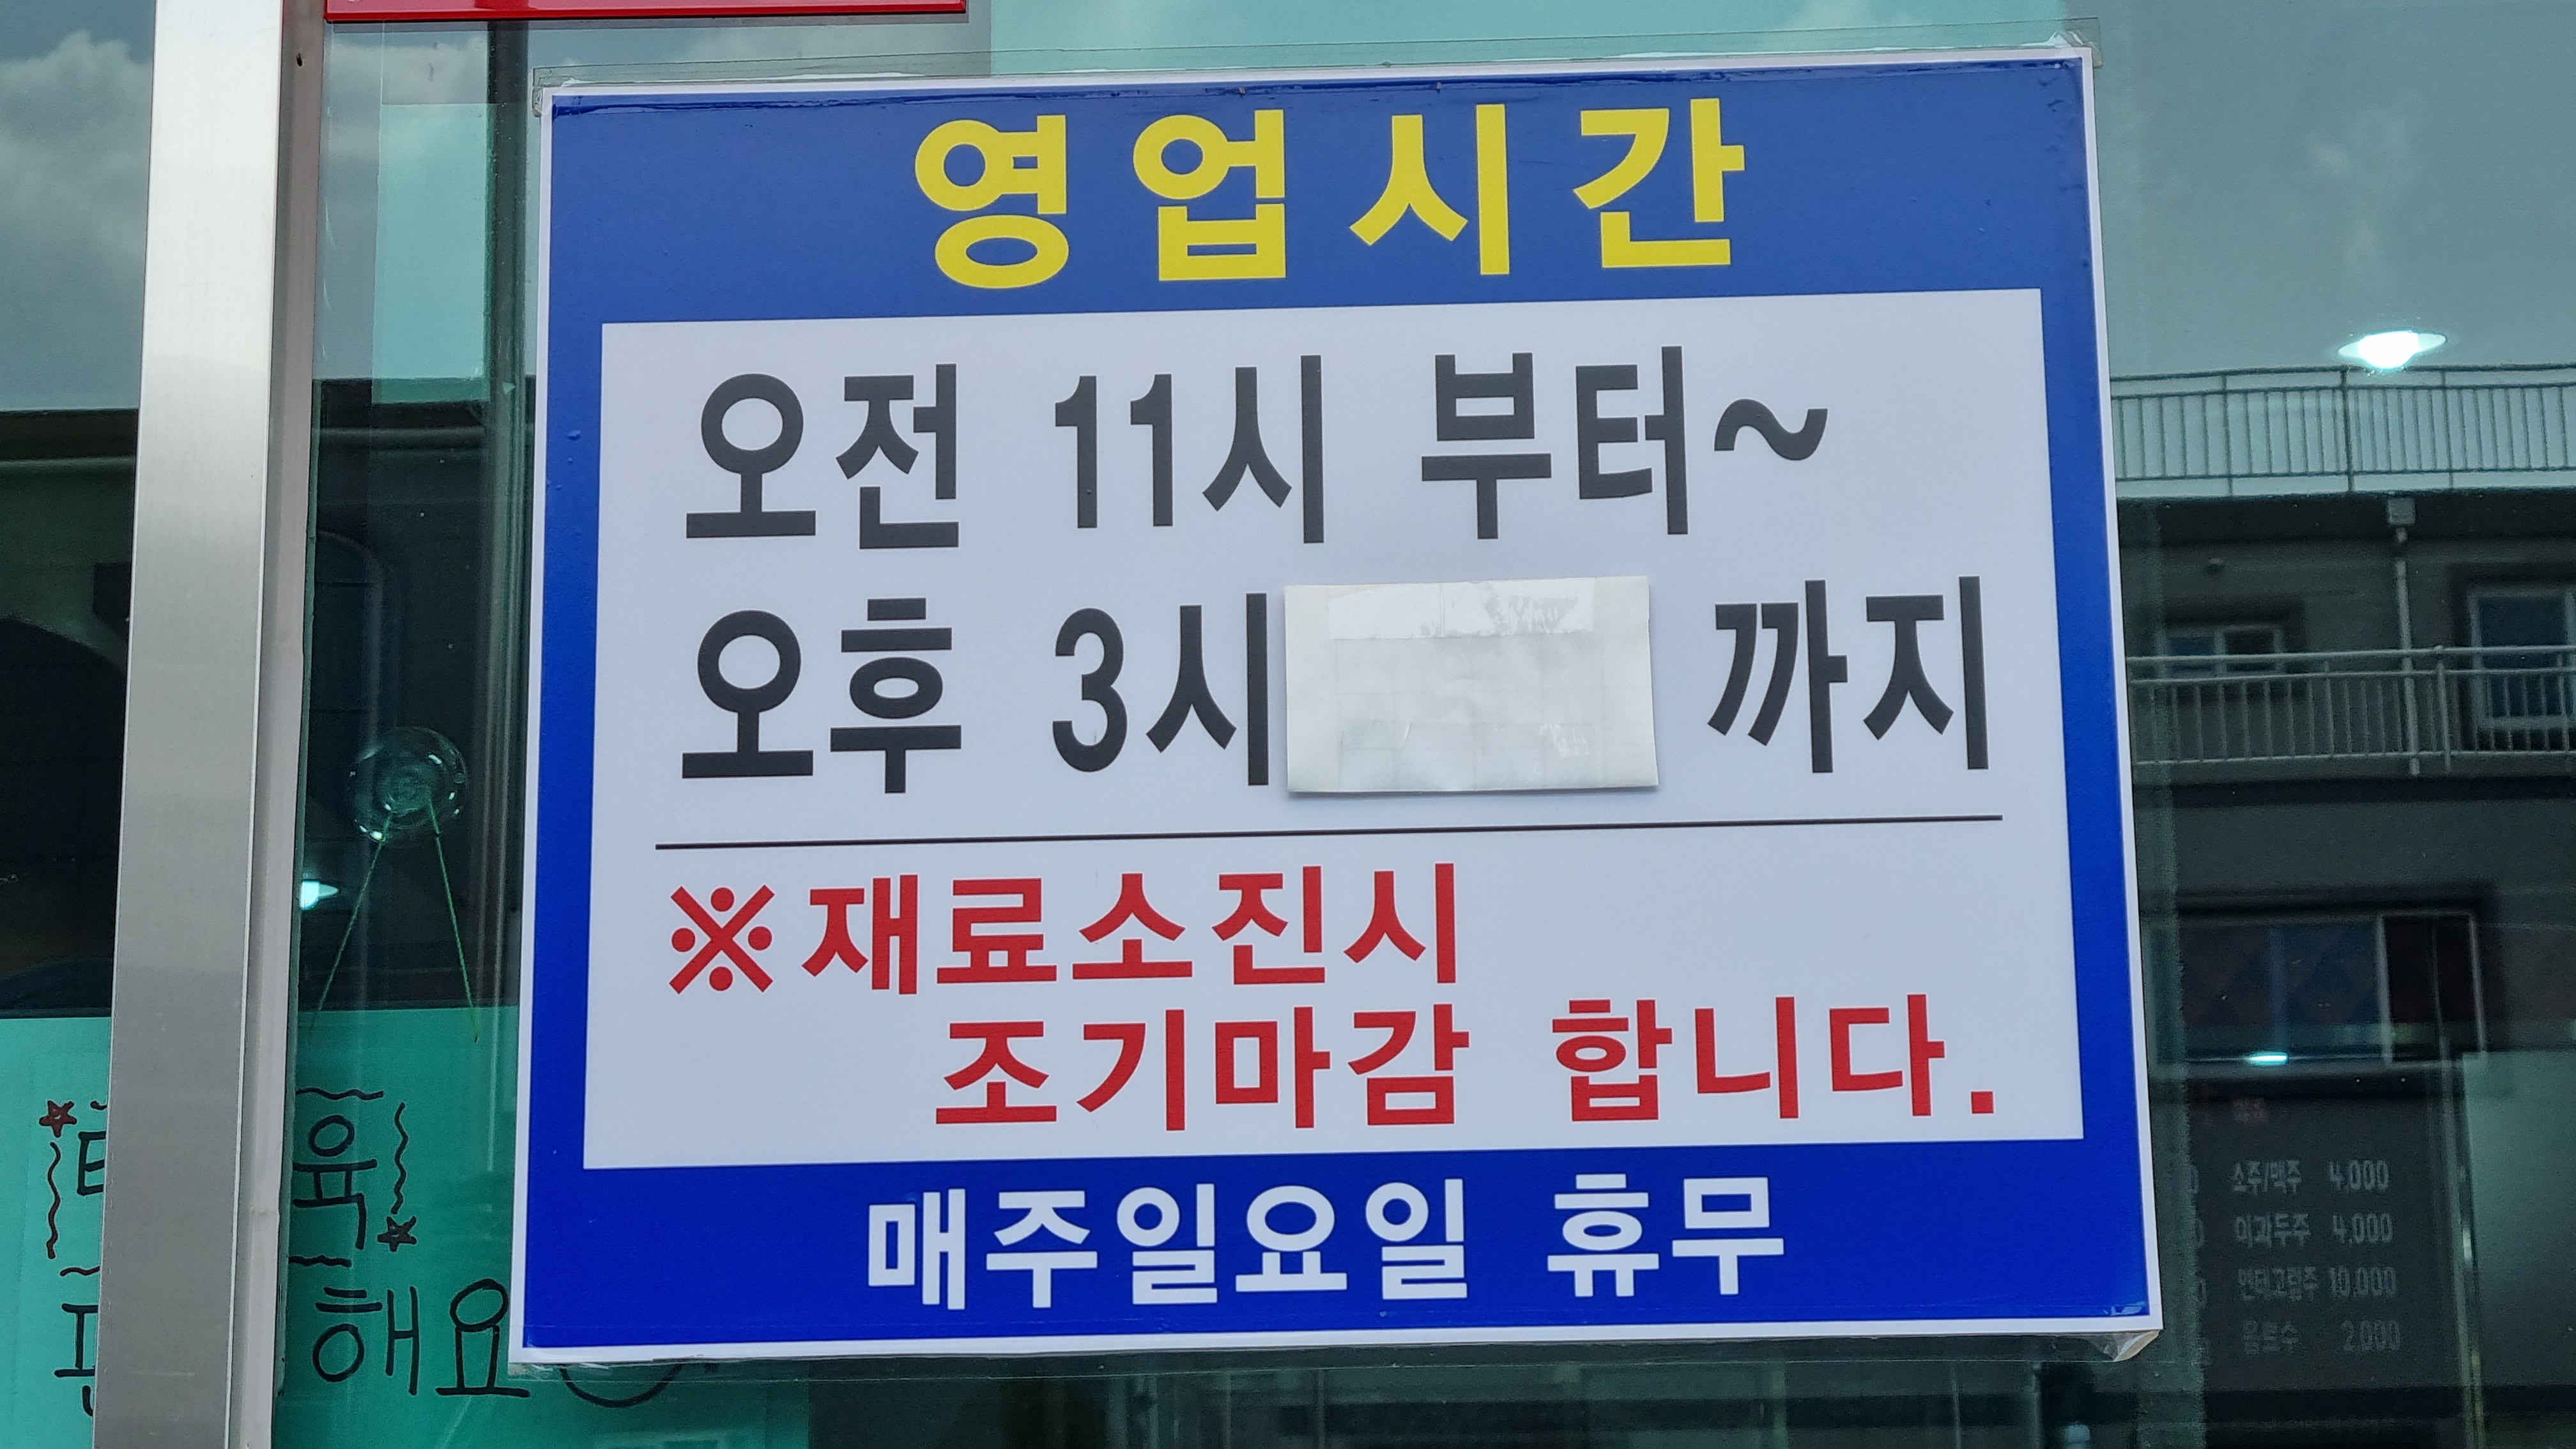 영업시간
오전 11시 부터~
오후 3시 까지
※재료소진시
조기마감 합니다.
매주일요일 휴무
육
해요
소주/맥주 4,000
이과두주 4,000
연태고량주 10,000
음료수 2,000